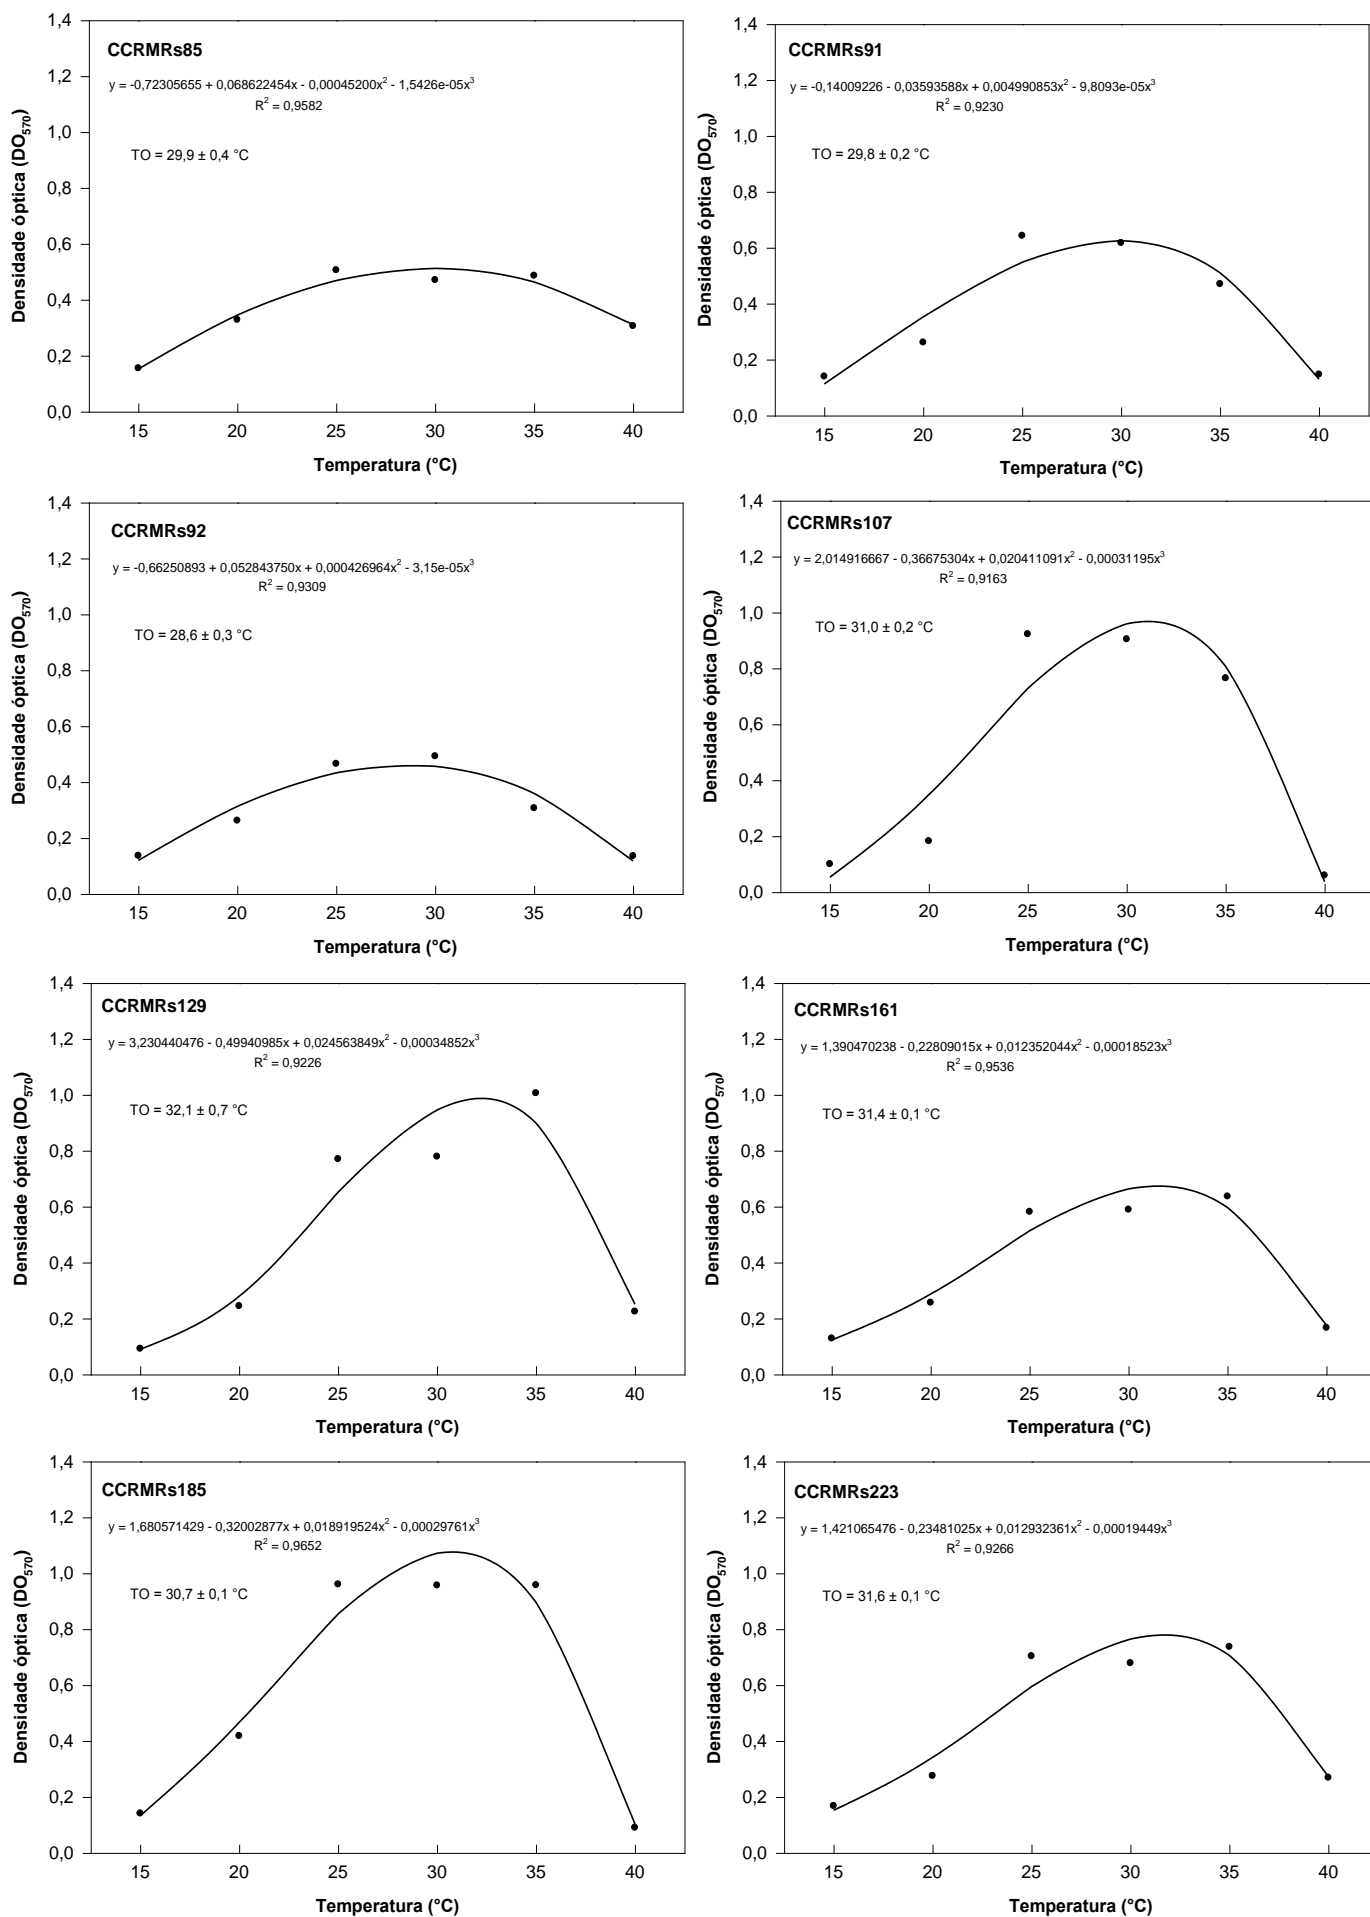 CCRMRs85
y = -0,72305655 + 0,068622454x - 0,00045200x² - 1,5426e-05x³
R² = 0,9582
TO = 29,9 ± 0,4 °C
Densidade óptica (DO₅₇₀)
1,4
1,2
1,0
0,8
0,6
0,4
0,2
0,0
15 20 25 30 35 40
Temperatura (°C)
CCRMRs91
y = -0,14009226 - 0,03593588x + 0,004990853x² - 9,8093e-05x³
R² = 0,9230
TO = 29,8 ± 0,2 °C
Densidade óptica (DO₅₇₀)
1,4
1,2
1,0
0,8
0,6
0,4
0,2
0,0
15 20 25 30 35 40
Temperatura (°C)
CCRMRs92
y = -0,66250893 + 0,052843750x + 0,000426964x² - 3,15e-05x³
R² = 0,9309
TO = 28,6 ± 0,3 °C
Densidade óptica (DO₅₇₀)
1,4
1,2
1,0
0,8
0,6
0,4
0,2
0,0
15 20 25 30 35 40
Temperatura (°C)
CCRMRs107
y = 2,014916667 - 0,36675304x + 0,020411091x² - 0,00031195x³
R² = 0,9163
TO = 31,0 ± 0,2 °C
Densidade óptica (DO₅₇₀)
1,4
1,2
1,0
0,8
0,6
0,4
0,2
0,0
15 20 25 30 35 40
Temperatura (°C)
CCRMRs129
y = 3,230440476 - 0,49940985x + 0,024563849x² - 0,00034852x³
R² = 0,9226
TO = 32,1 ± 0,7 °C
Densidade óptica (DO₅₇₀)
1,4
1,2
1,0
0,8
0,6
0,4
0,2
0,0
15 20 25 30 35 40
Temperatura (°C)
CCRMRs161
y = 1,390470238 - 0,22809015x + 0,012352044x² - 0,00018523x³
R² = 0,9536
TO = 31,4 ± 0,1 °C
Densidade óptica (DO₅₇₀)
1,4
1,2
1,0
0,8
0,6
0,4
0,2
0,0
15 20 25 30 35 40
Temperatura (°C)
CCRMRs185
y = 1,680571429 - 0,32002877x + 0,018919524x² - 0,00029761x³
R² = 0,9652
TO = 30,7 ± 0,1 °C
Densidade óptica (DO₅₇₀)
1,4
1,2
1,0
0,8
0,6
0,4
0,2
0,0
15 20 25 30 35 40
Temperatura (°C)
CCRMRs223
y = 1,421065476 - 0,23481025x + 0,012932361x² - 0,00019449x³
R² = 0,9266
TO = 31,6 ± 0,1 °C
Densidade óptica (DO₅₇₀)
1,4
1,2
1,0
0,8
0,6
0,4
0,2
0,0
15 20 25 30 35 40
Temperatura (°C)